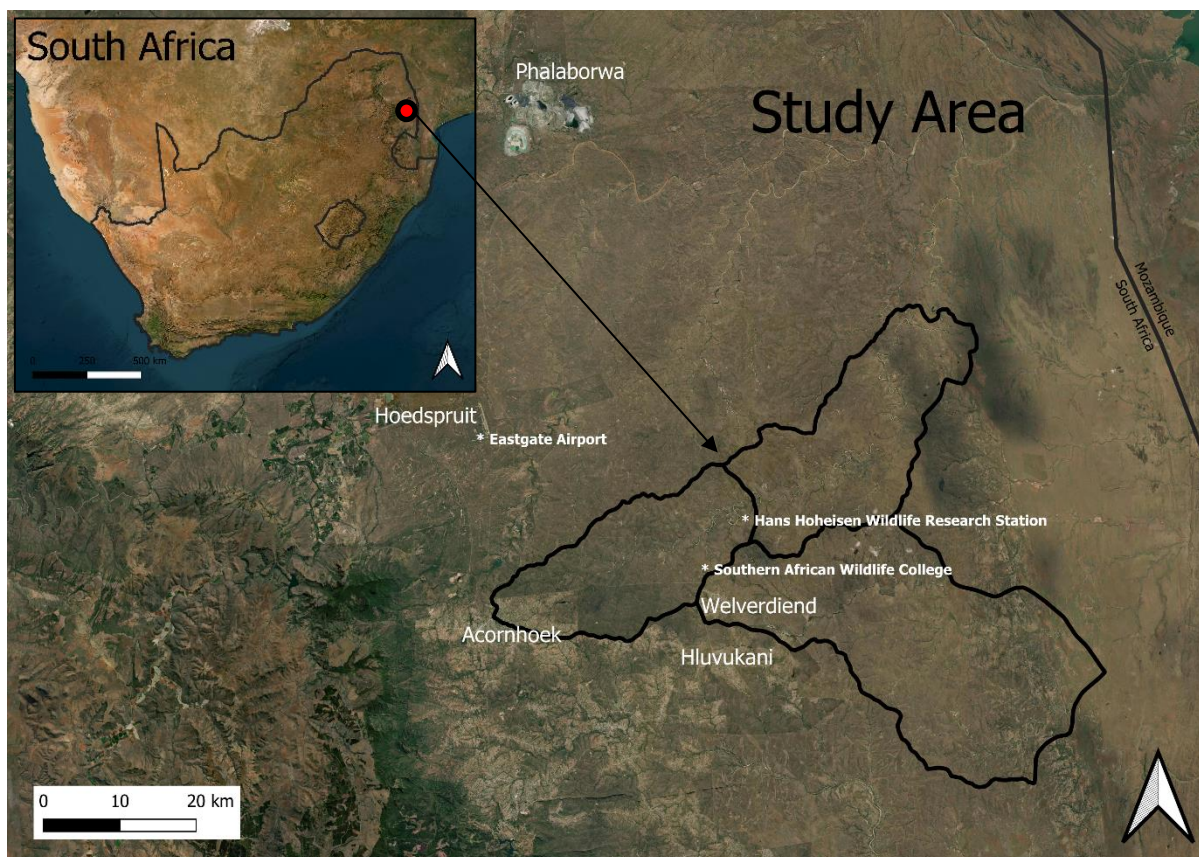 South Africa
0 250 500 km
Phalaborwa
Study Area
Mozambique
South Africa
Hoedspruit
* Eastgate Airport
* Hans Hoheisen Wildlife Research Station
* Southern African Wildlife College
Welverdiend
Acornhoek
Hluvukani
0 10 20 km